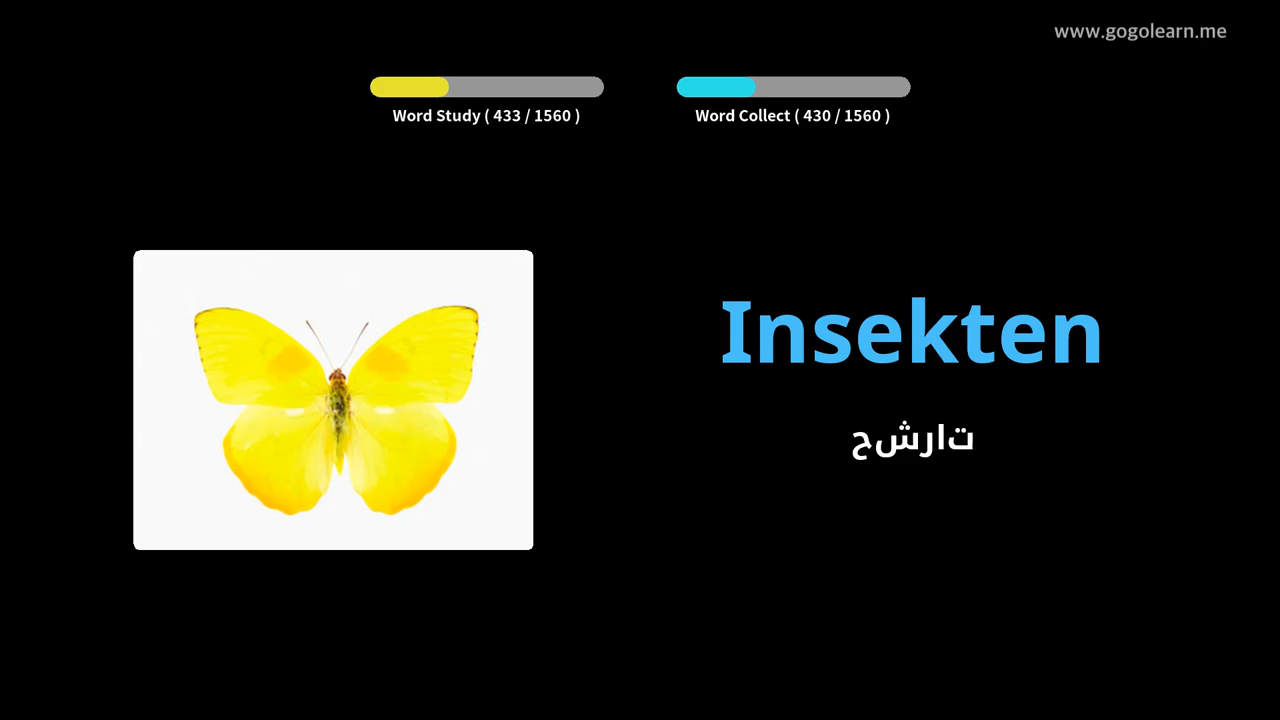 www.gogolearn.me
Word Study ( 433 / 1560 )
Word Collect ( 430 / 1560 )
Insekten
تارشح